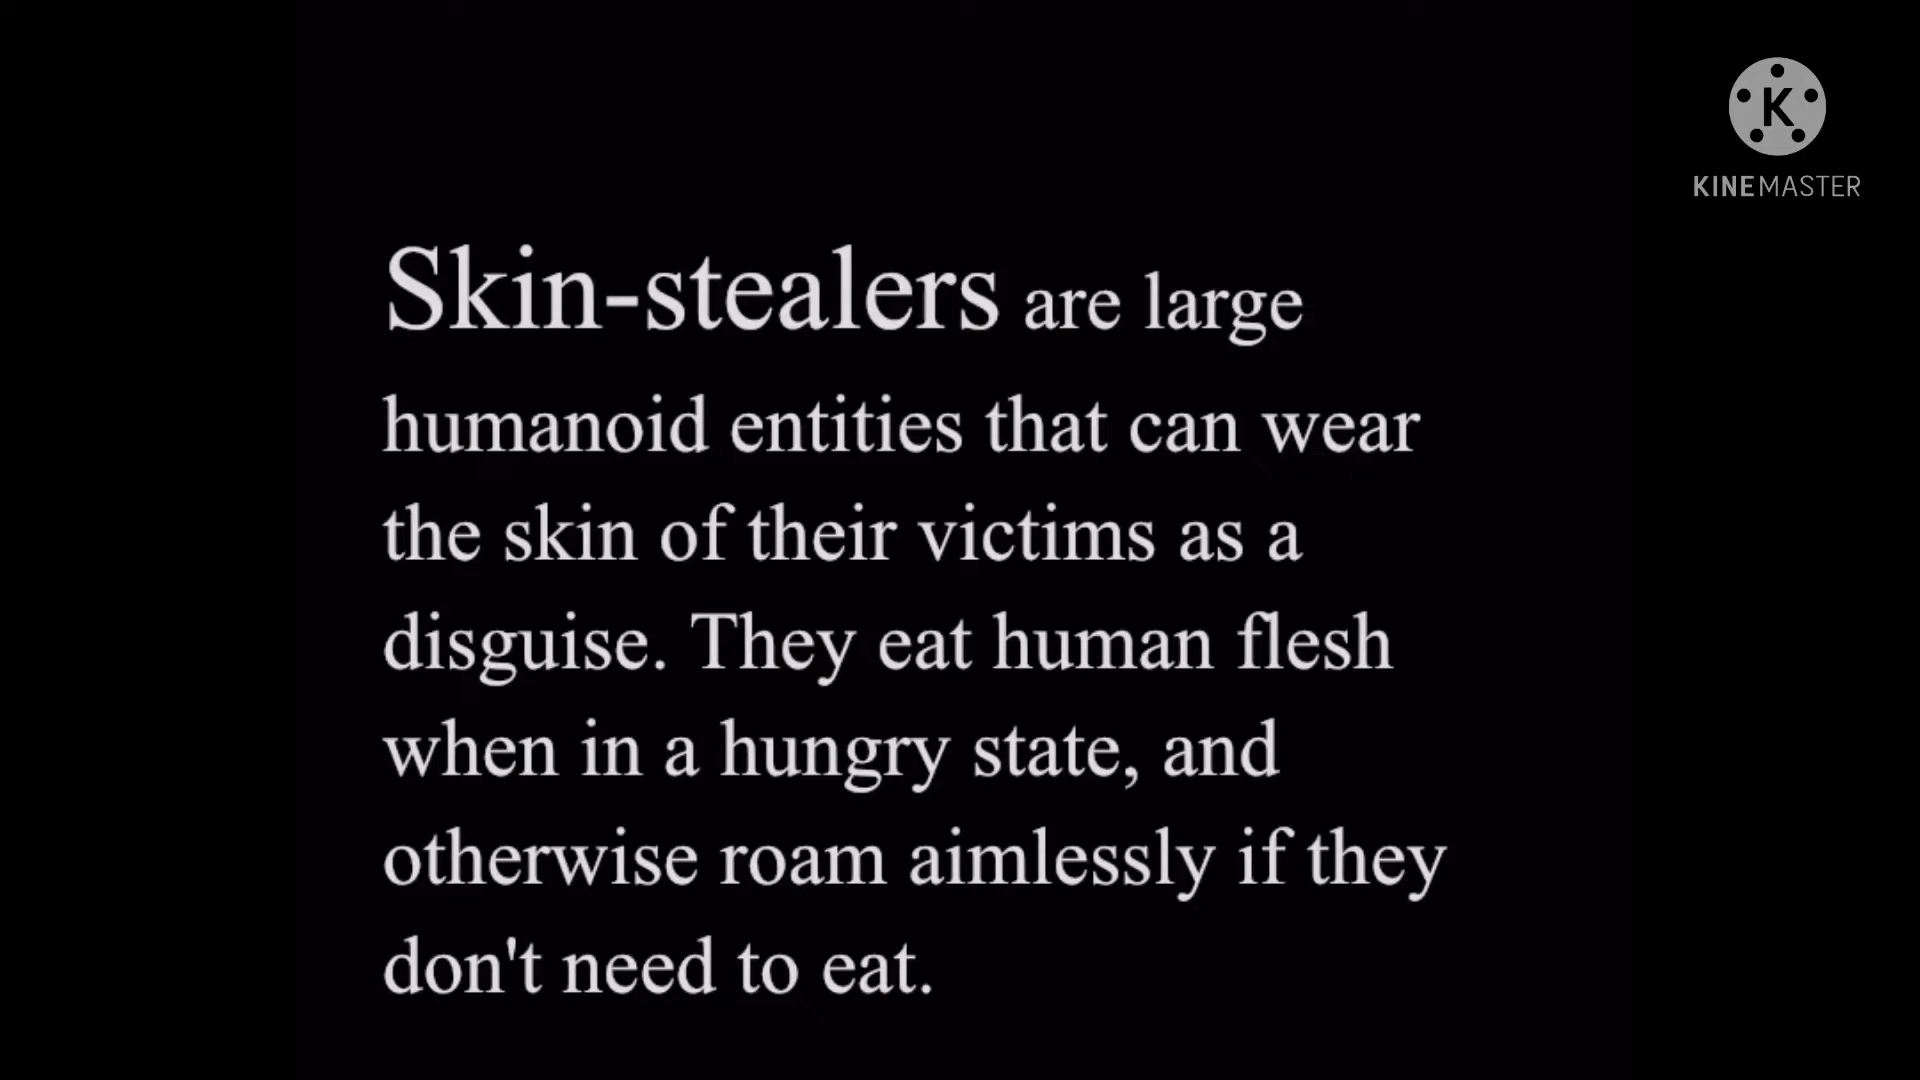 K
KINEMASTER
Skin-stealers are large
humanoid entities that can wear
the skin of their victims as a
disguise. They eat human flesh
when in a hungry state, and
otherwise roam aimlessly if they
don't need to eat.